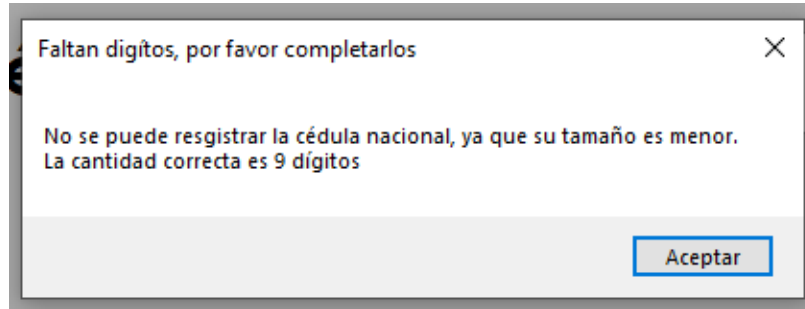 Faltan digítos, por favor completarlos
No se puede resgistrar la cédula nacional, ya que su tamaño es menor.
La cantidad correcta es 9 dígitos
Aceptar